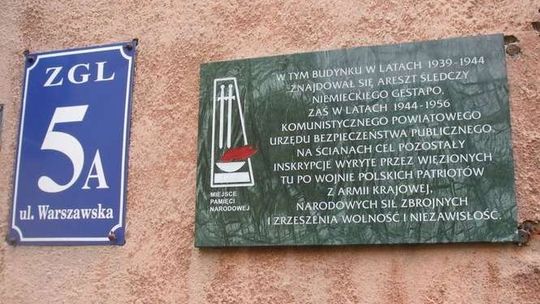 ZGL
5A
ul. Warszawska
W TYM BUDYNKU W LATACH 1939-1944
ZNAJDOWAŁ SIĘ ARESZT ŚLEDCZY
NIEMIECKIEGO GESTAPO,
ZAŚ W LATACH 1944-1956
KOMUNISTYCZNEGO POWIATOWEGO
URZĘDU BEZPIECZEŃSTWA PUBLICZNEGO.
NA ŚCIANACH CEL POZOSTAŁY
INSKRYPCJE WYRYTE PRZEZ WIĘZIONYCH
TU PO WOJNIE POLSKICH PATRIOTÓW
Z ARMII KRAJOWEJ,
NARODOWYCH SIŁ ZBROJNYCH
I ZRZESZENIA WOLNOŚĆ I NIEZAWISŁOŚĆ.
MIEJSCE
PAMIĘCI
NARODOWEJ